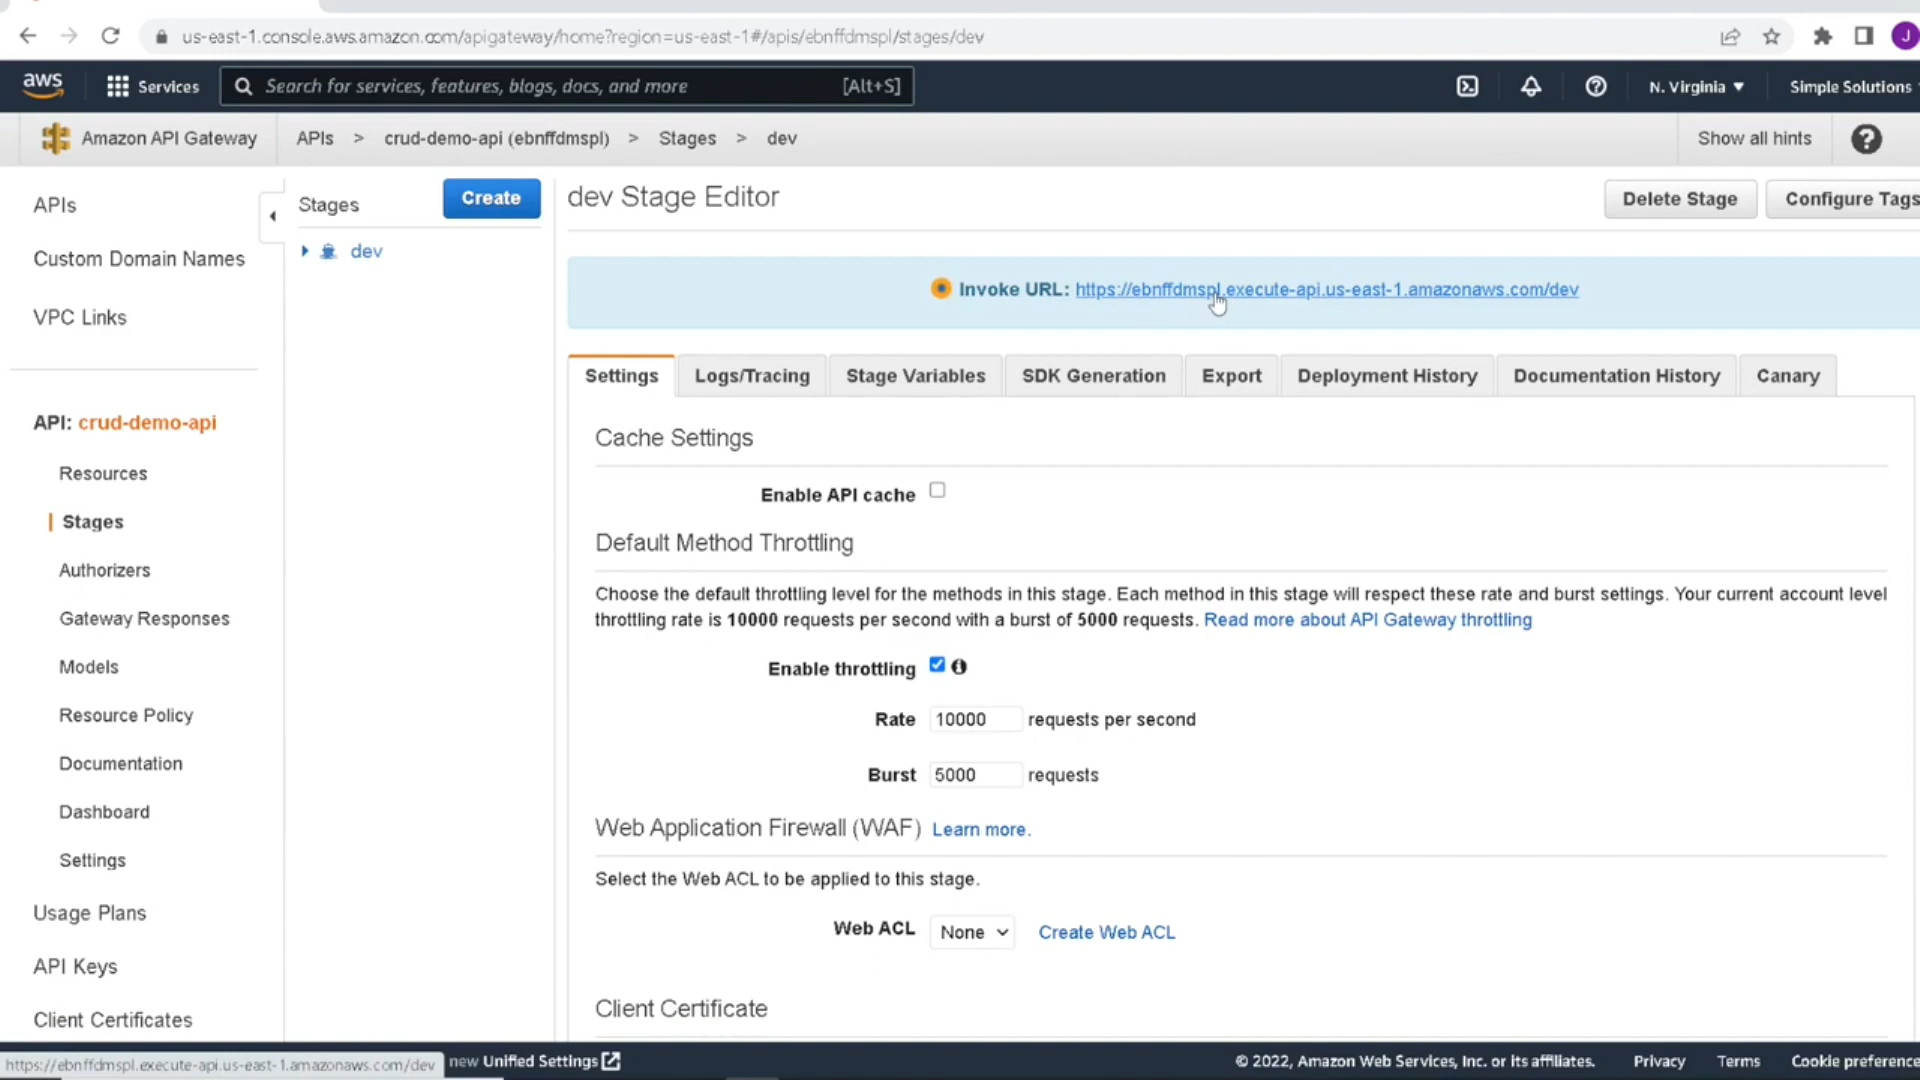 us-east-1.console.aws.amazon.com/apigateway/home?region=us-east-1#/apis/ebnffdmspl/stages/dev
J
aws
Services
Search for services, features, blogs, docs, and more
[Alt+S]
N. Virginia
Simple Solutions
Amazon API Gateway
APIs > crud-demo-api (ebnffdmspl) > Stages > dev
Show all hints
?
APIs
Custom Domain Names
VPC Links
API: crud-demo-api
Resources
Stages
Authorizers
Gateway Responses
Models
Resource Policy
Documentation
Dashboard
Settings
Usage Plans
API Keys
Client Certificates
Stages
Create
dev
dev Stage Editor
Delete Stage
Configure Tags
Invoke URL: https://ebnffdmspl.execute-api.us-east-1.amazonaws.com/dev
Settings
Logs/Tracing
Stage Variables
SDK Generation
Export
Deployment History
Documentation History
Canary
Cache Settings
Enable API cache
Default Method Throttling
Choose the default throttling level for the methods in this stage. Each method in this stage will respect these rate and burst settings. Your current account level
throttling rate is 10000 requests per second with a burst of 5000 requests. Read more about API Gateway throttling
Enable throttling
Rate 10000 requests per second
Burst 5000 requests
Web Application Firewall (WAF) Learn more.
Select the Web ACL to be applied to this stage.
Web ACL None Create Web ACL
Client Certificate
https://ebnffdmspl.execute-api.us-east-1.amazonaws.com/dev
new Unified Settings
© 2022, Amazon Web Services, Inc. or its affiliates.
Privacy
Terms
Cookie preference